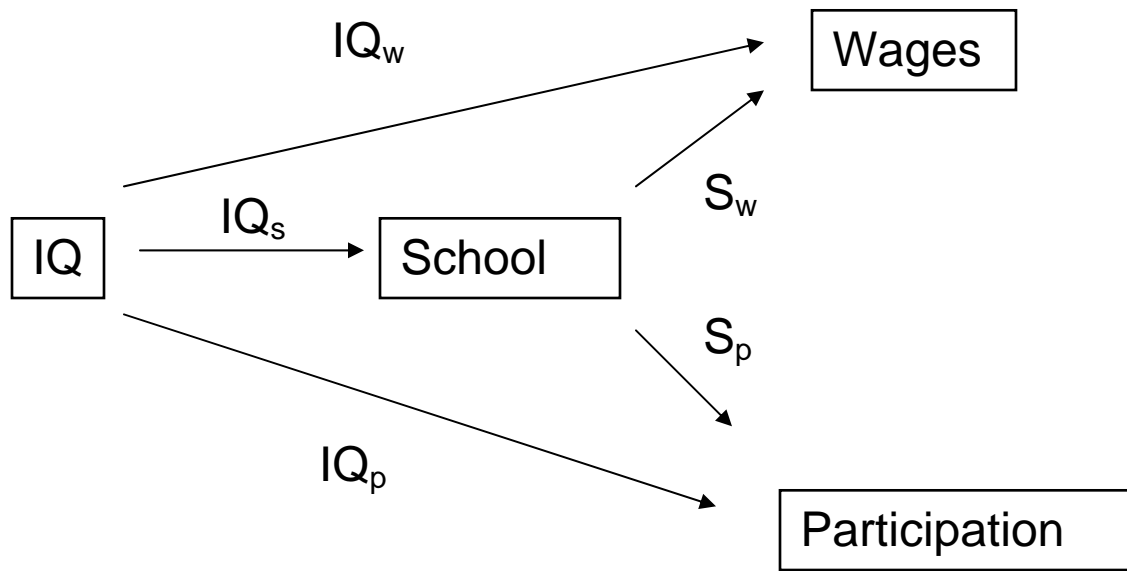 IQw
Wages
Sw
IQs
IQ
School
Sp
IQp
Participation